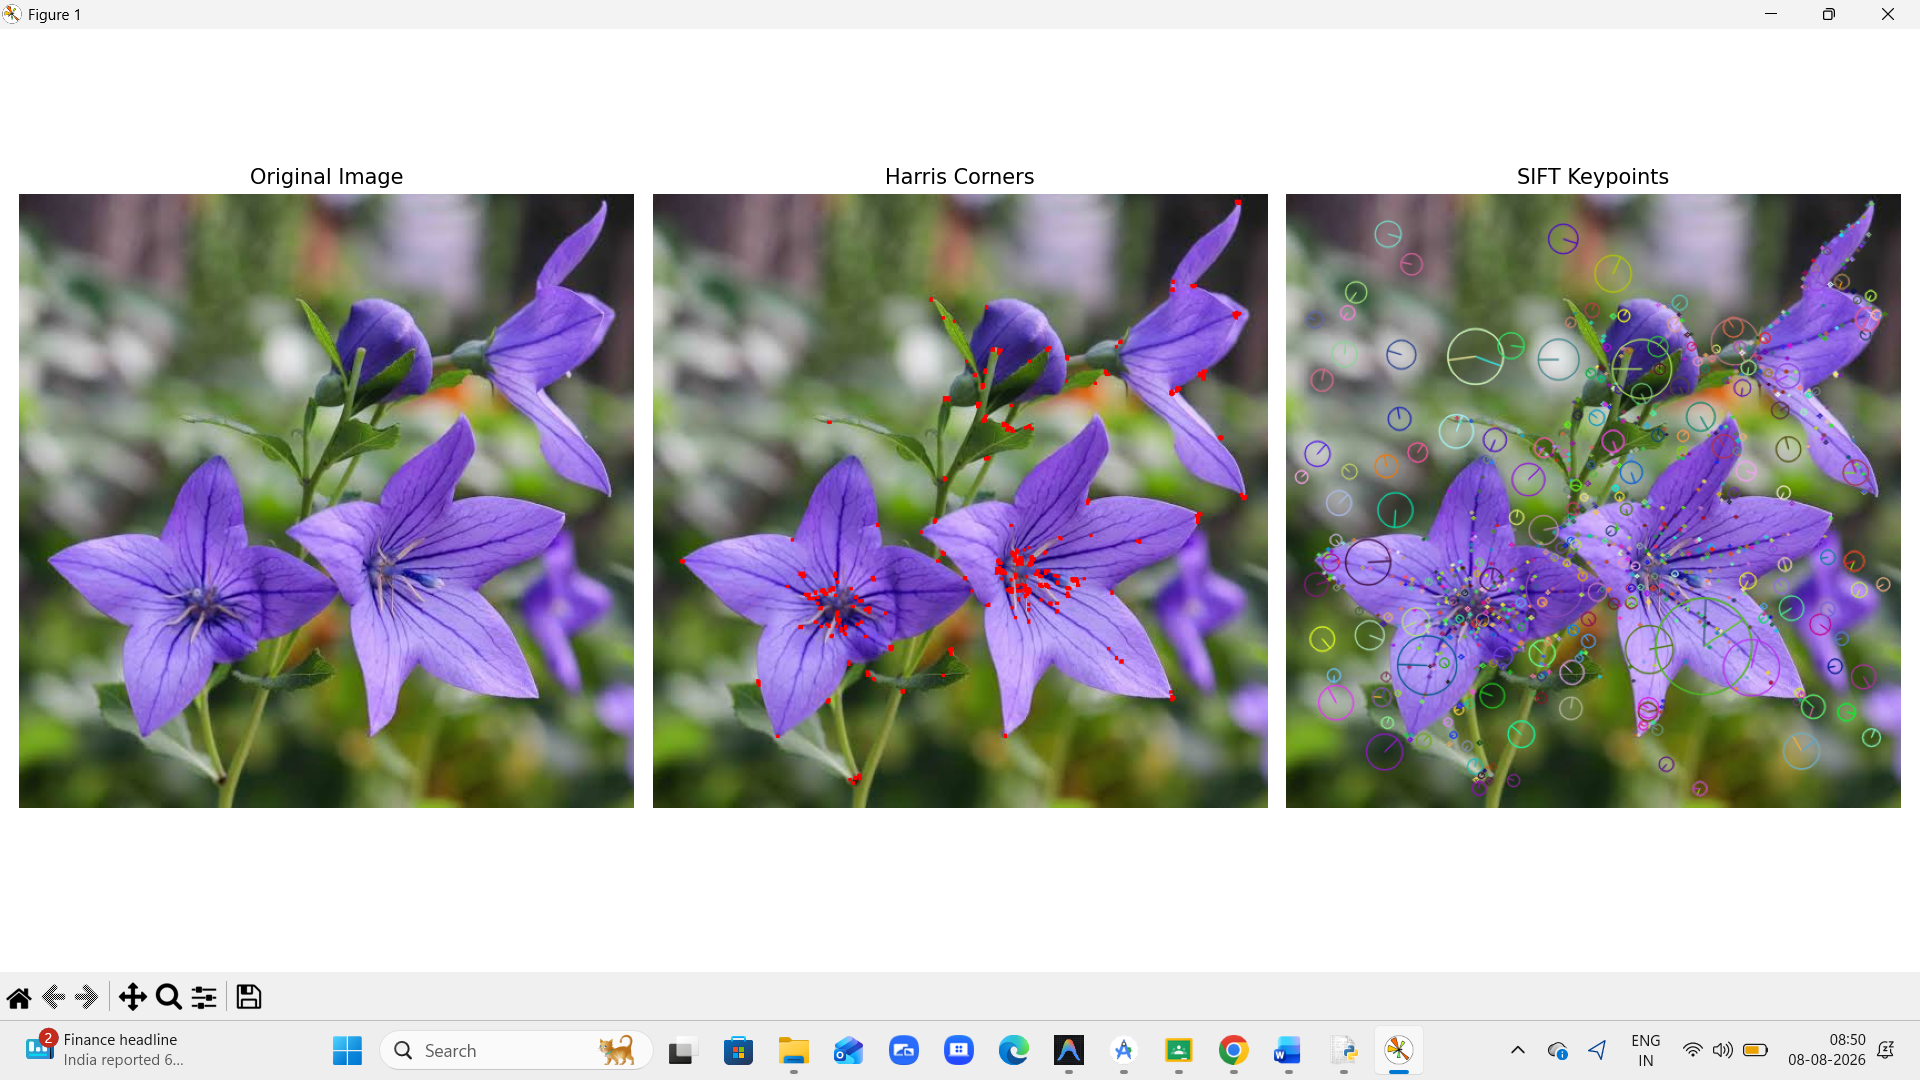 Figure 1
Original Image
Harris Corners
SIFT Keypoints
2
Finance headline
India reported 6...
Search
ENG
IN
08:50
08-08-2026